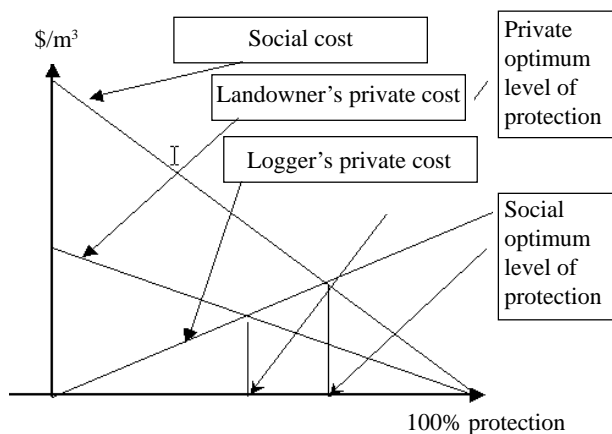 $/m³
Social cost
Landowner's private cost
Logger's private cost
Private
optimum
level of
protection
Social
optimum
level of
protection
100% protection